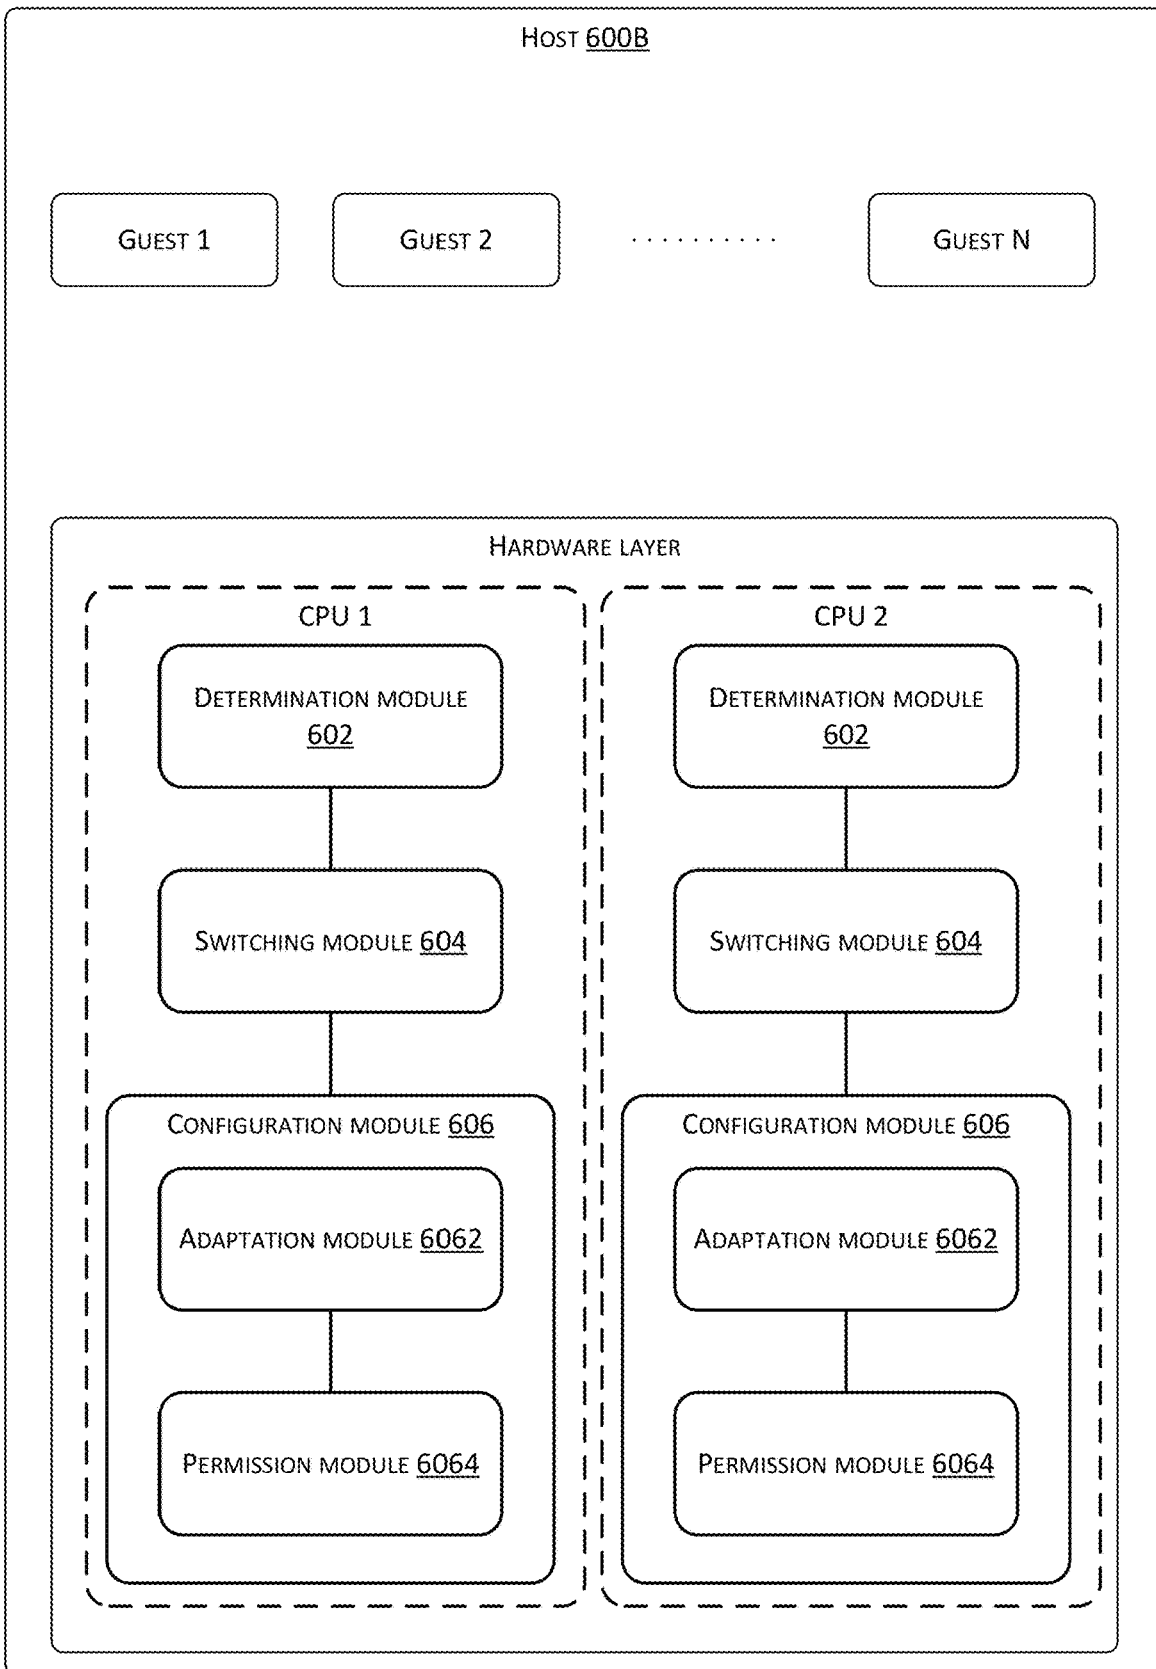 HOST 600B
GUEST 1
GUEST 2
..........
GUEST N
HARDWARE LAYER
CPU 1
DETERMINATION MODULE
602
SWITCHING MODULE 604
CONFIGURATION MODULE 606
ADAPTATION MODULE 6062
PERMISSION MODULE 6064
CPU 2
DETERMINATION MODULE
602
SWITCHING MODULE 604
CONFIGURATION MODULE 606
ADAPTATION MODULE 6062
PERMISSION MODULE 6064